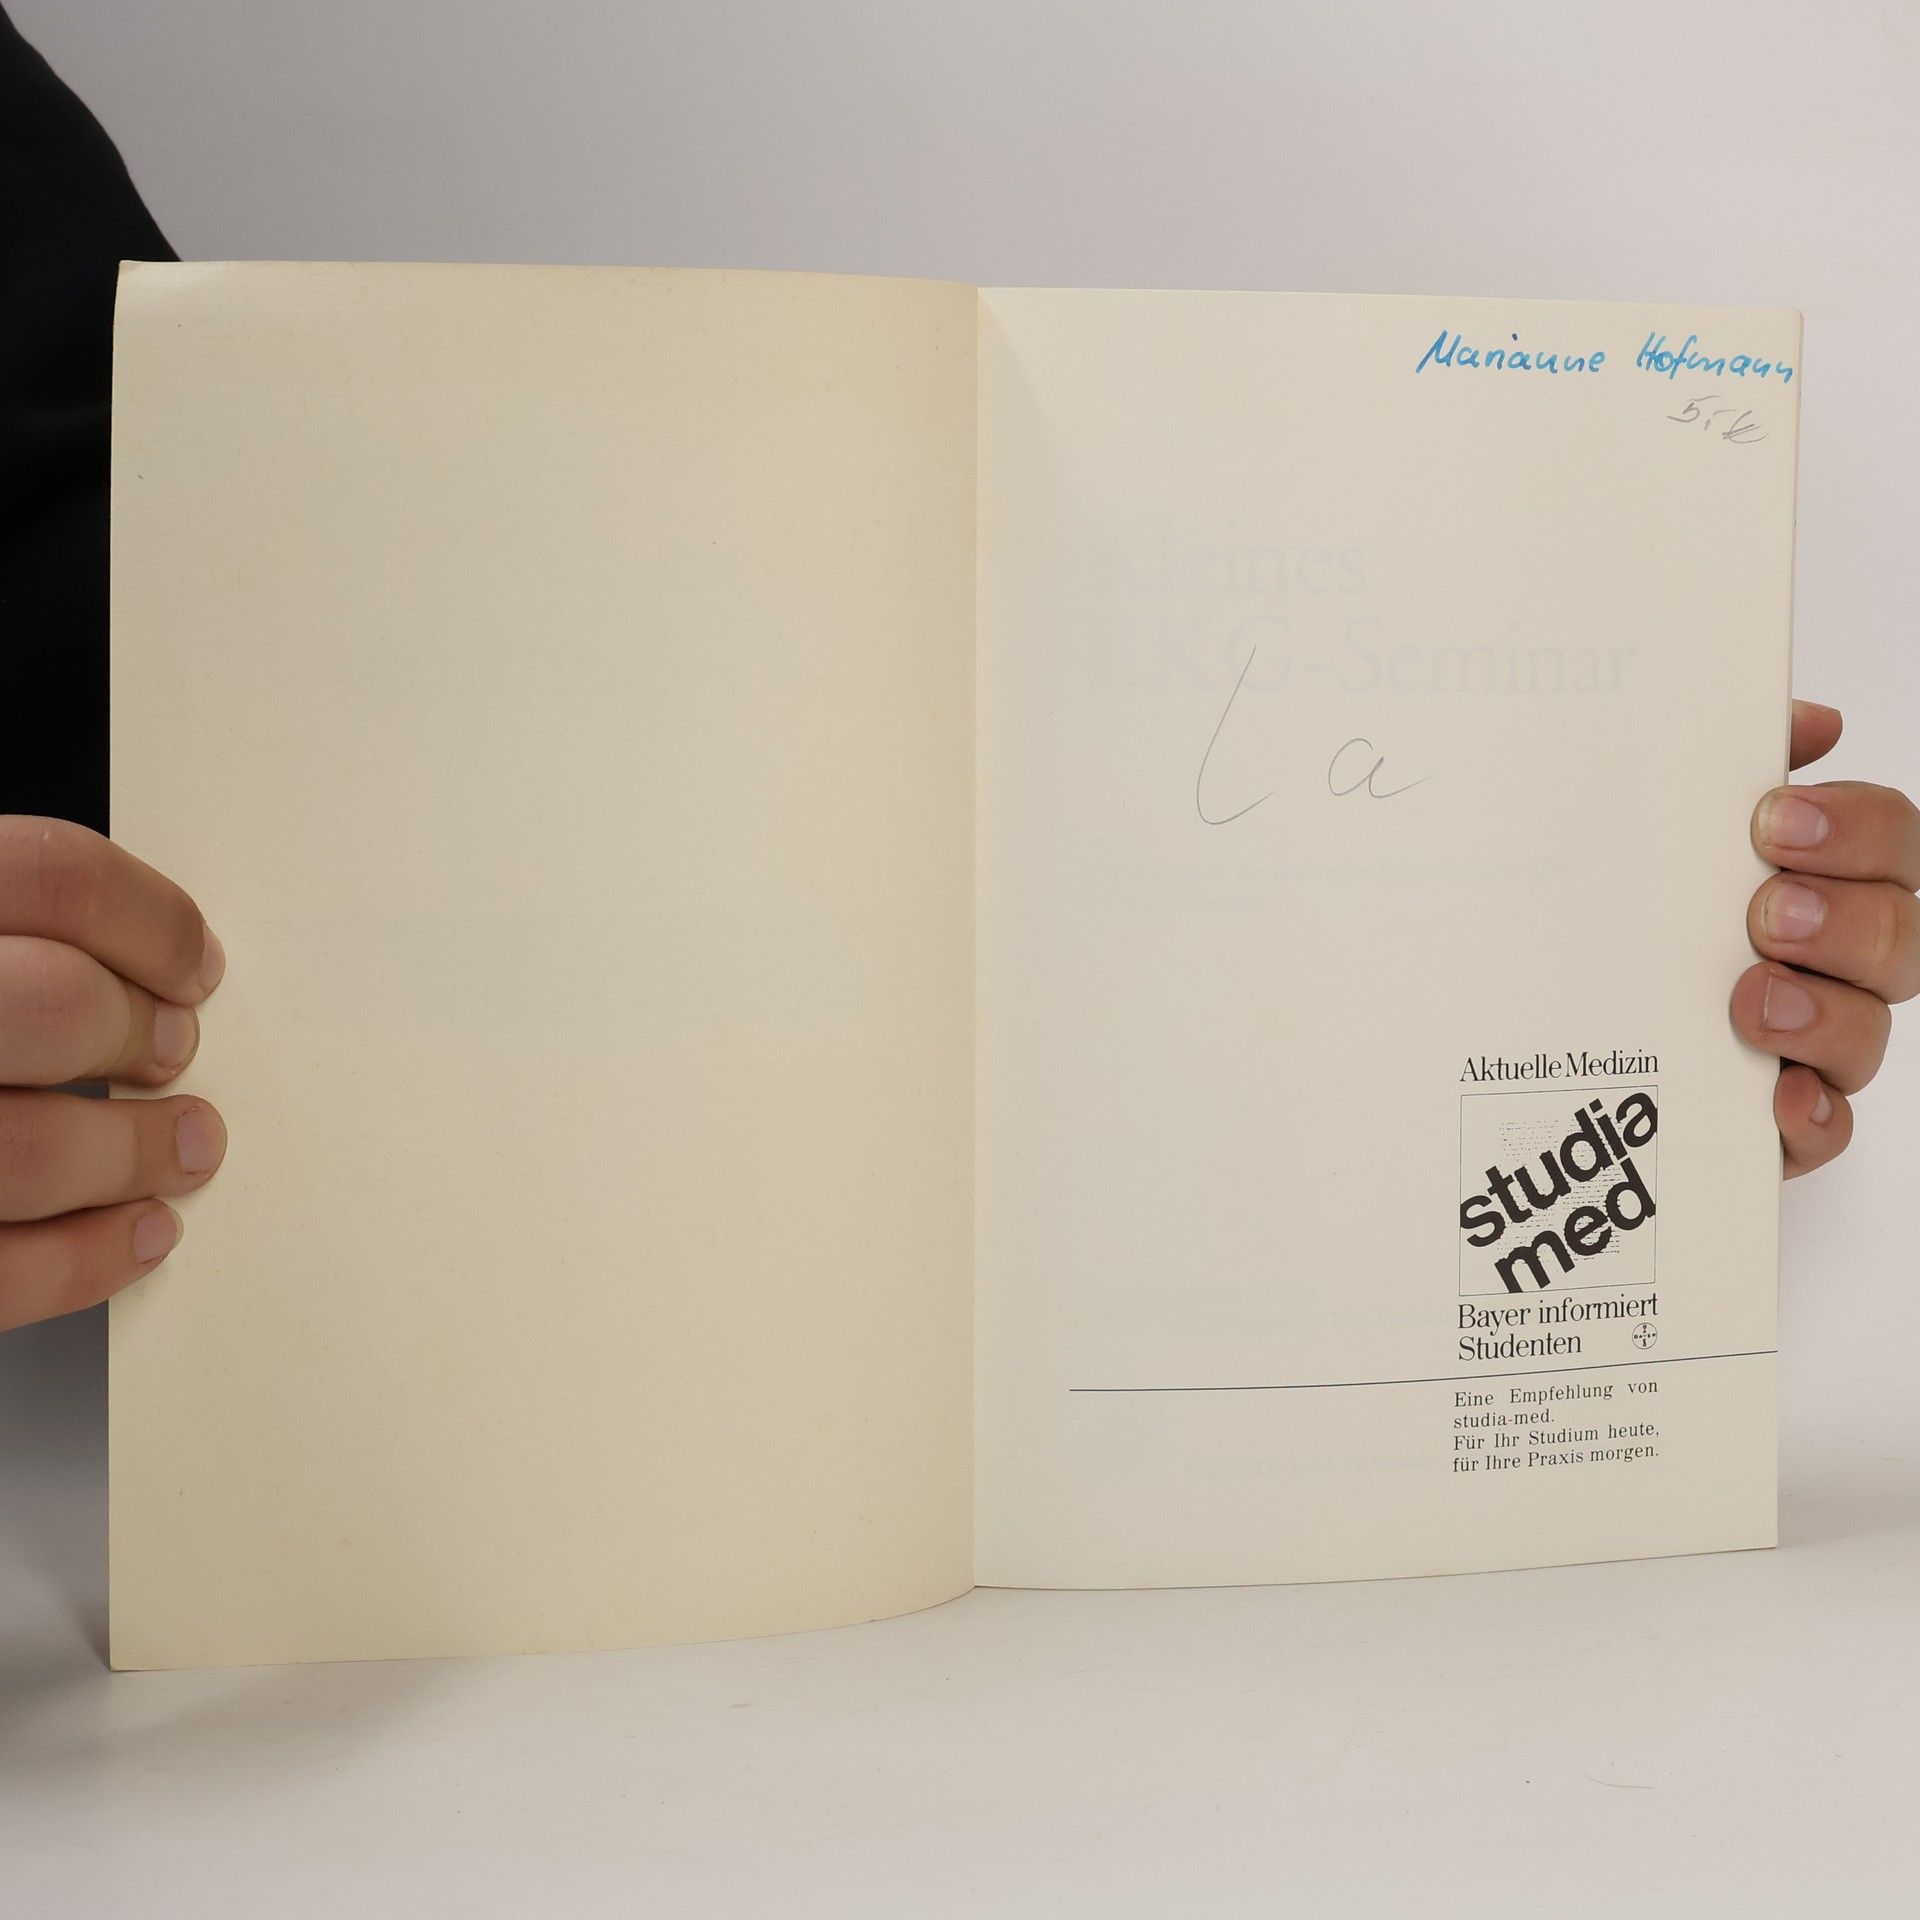 Marianne Hofmann
5,- €
Kleines
EKG-Seminar
La
Aktuelle Medizin
studia
med
Bayer informiert
Studenten
BAYER
Eine Empfehlung von
studia-med.
Für Ihr Studium heute,
für Ihre Praxis morgen.